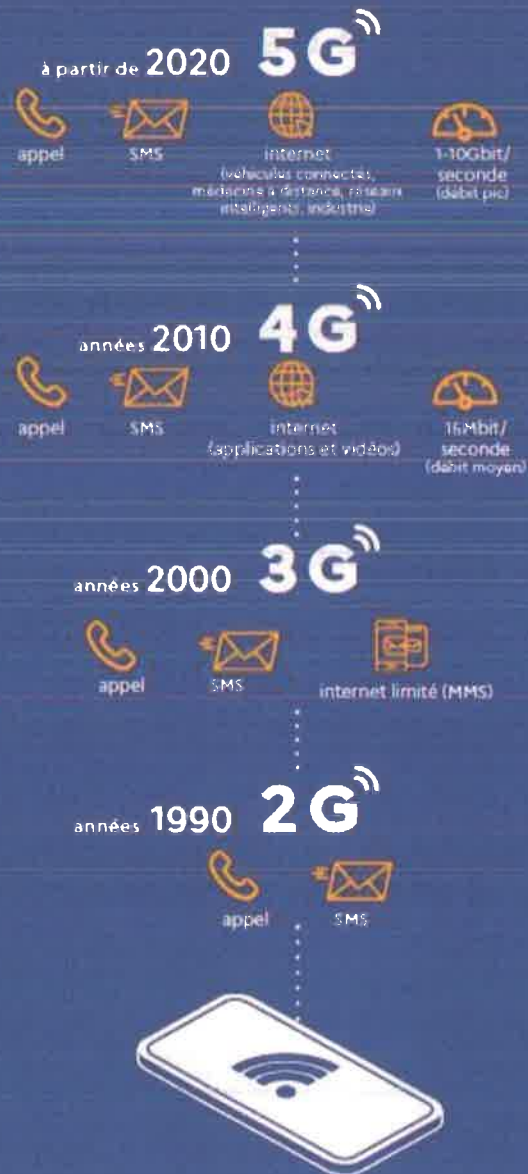 à partir de 2020 5G
appel
SMS
internet
(véhicules connectés,
médecine à distance, réseaux
intelligents, industrie)
1-10Gbit/
seconde
(débit pic)
années 2010 4G
appel
SMS
internet
(applications et vidéos)
16Mbit/
seconde
(débit moyen)
années 2000 3G
appel
SMS
internet limité (MMS)
années 1990 2G
appel
SMS